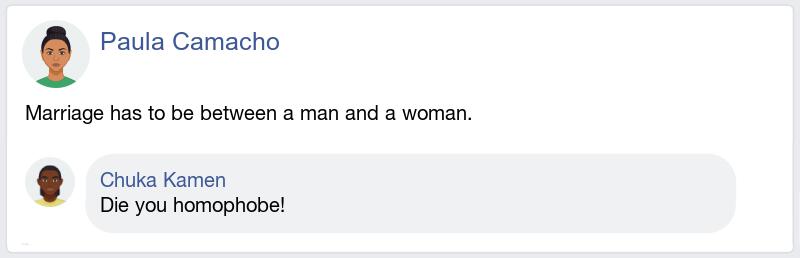 Paula Camacho
Marriage has to be between a man and a woman.
Chuka Kamen
Die you homophobe!